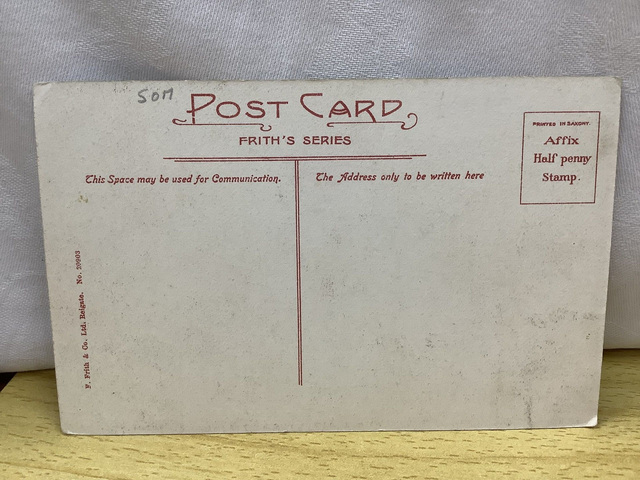 SOM
POST CARD
FRITH'S SERIES
This Space may be used for Communication.
The Address only to be written here
PRINTED IN SAXONY.
Affix
Half penny
Stamp.
F. Frith & Co. Ltd. Reigate. No. 39903